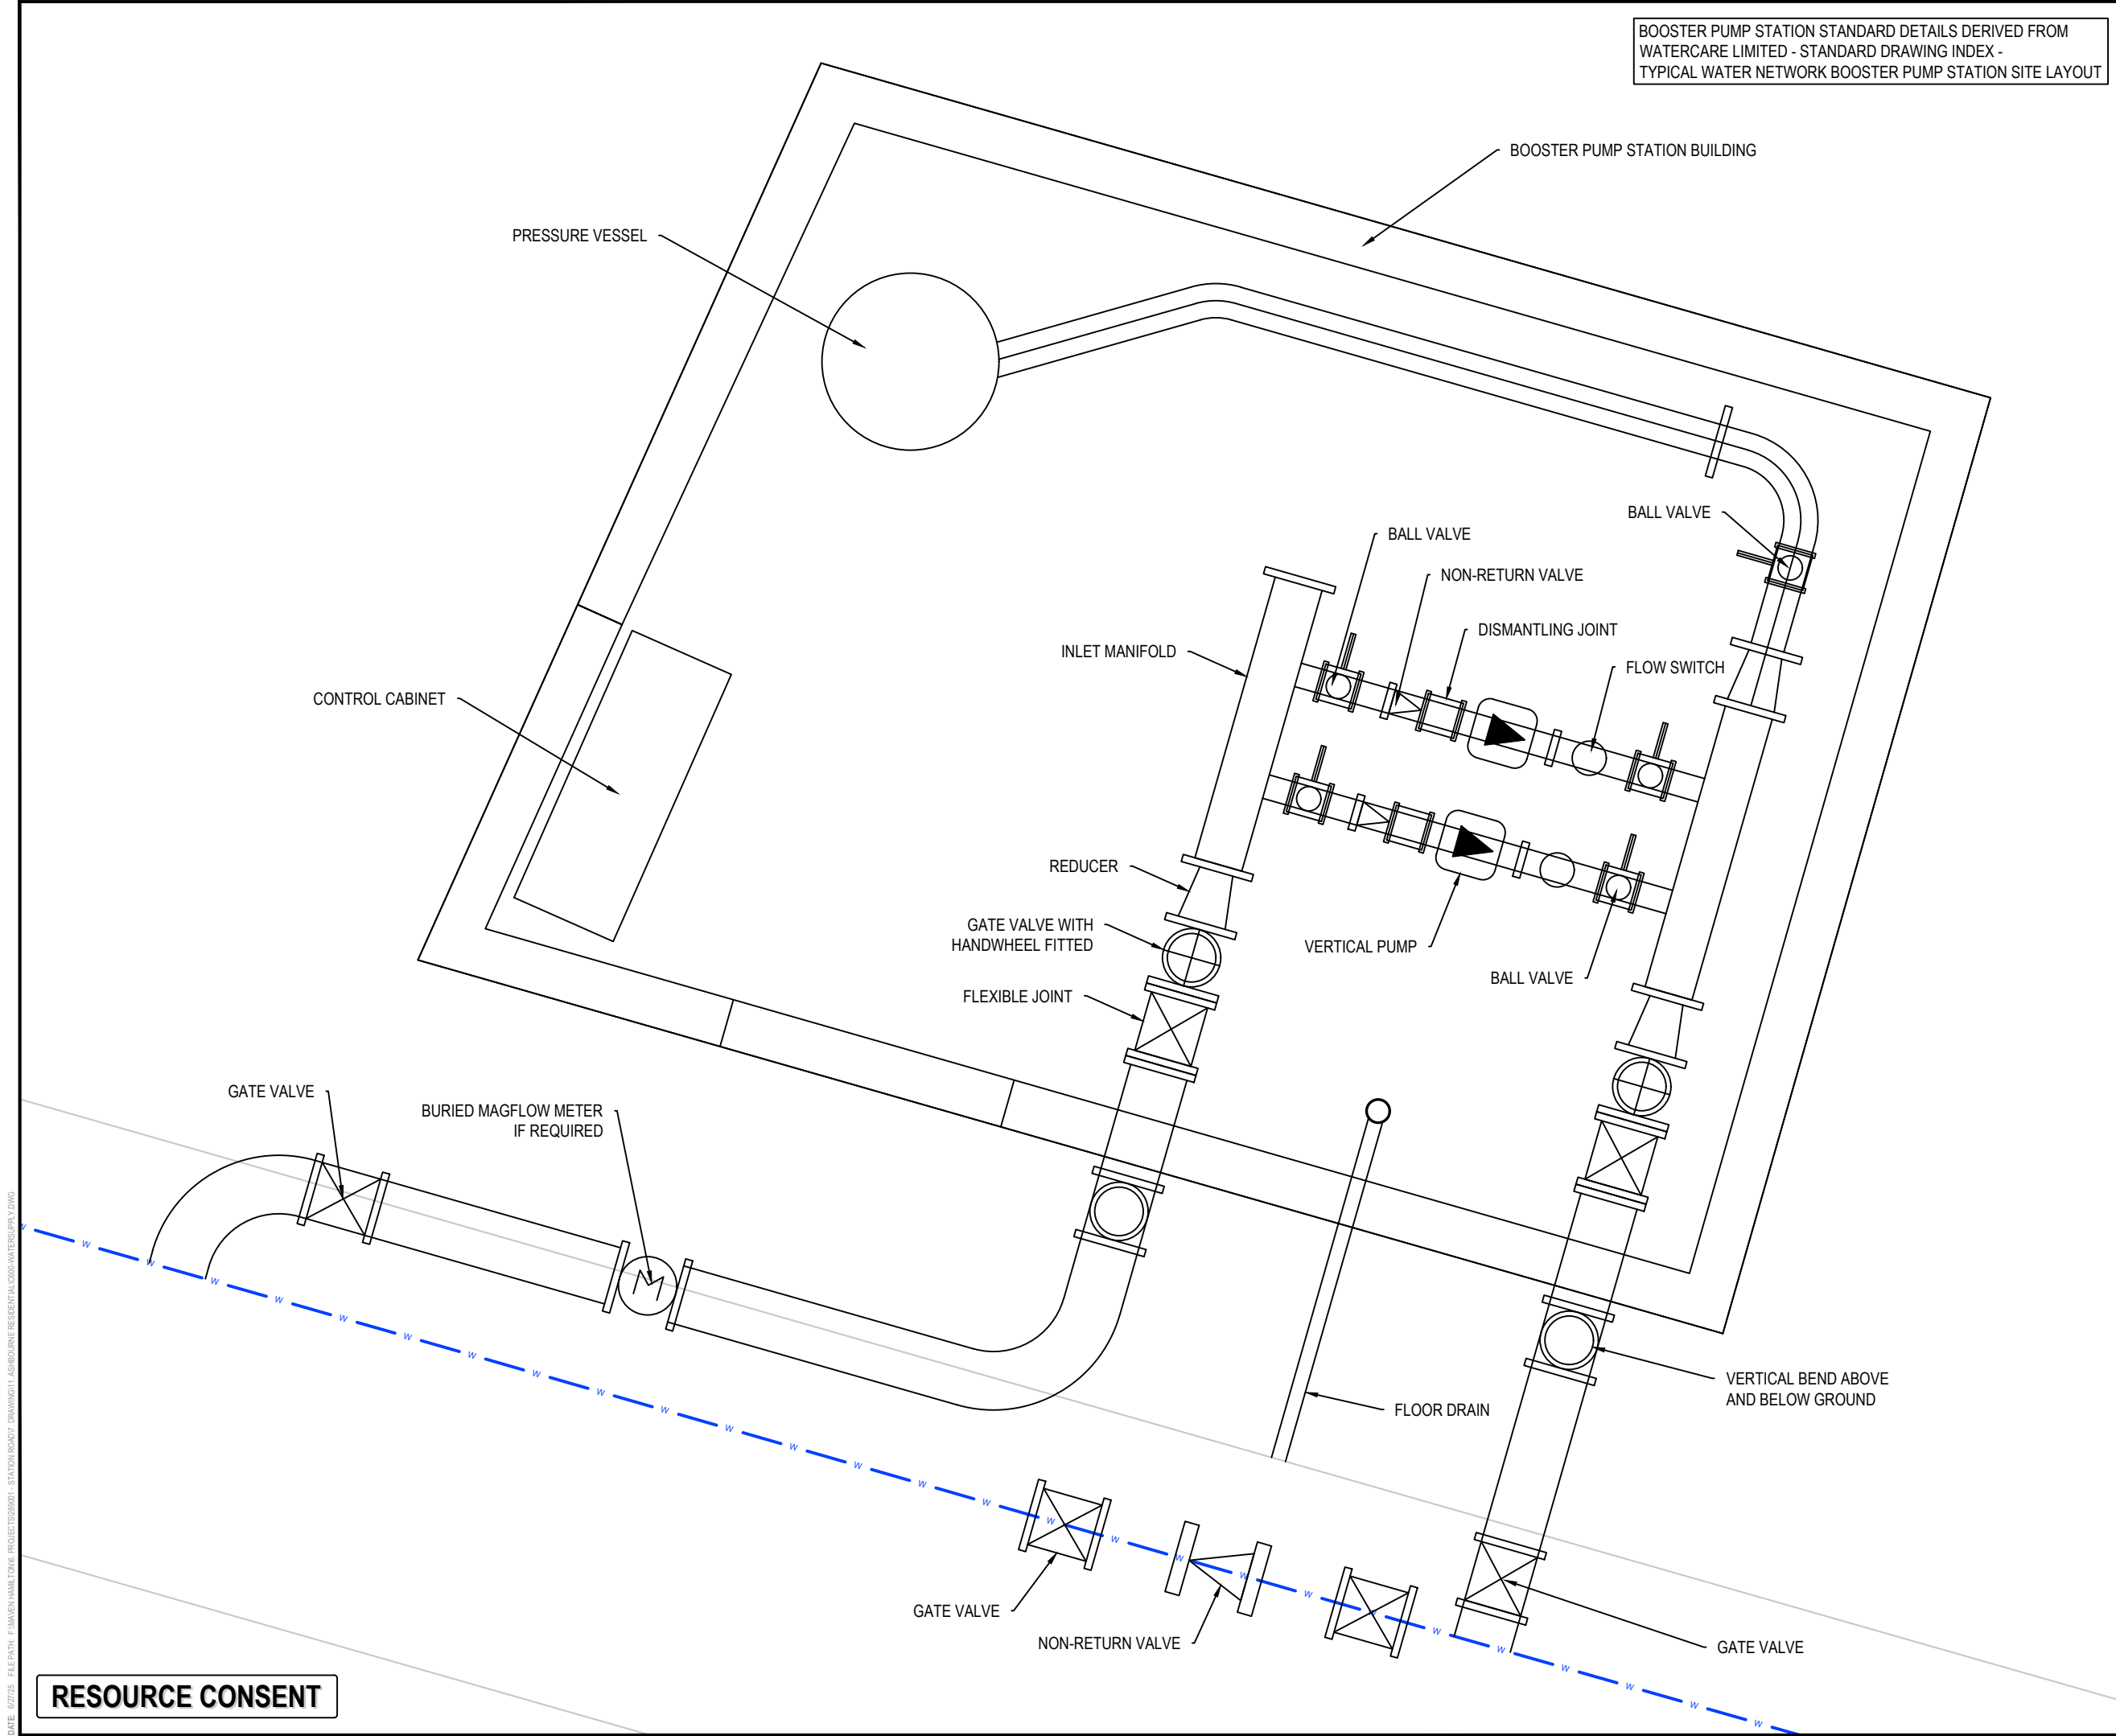 BOOSTER PUMP STATION STANDARD DETAILS DERIVED FROM
WATERCARE LIMITED - STANDARD DRAWING INDEX -
TYPICAL WATER NETWORK BOOSTER PUMP STATION SITE LAYOUT
BOOSTER PUMP STATION BUILDING
PRESSURE VESSEL
BALL VALVE
BALL VALVE
NON-RETURN VALVE
DISMANTLING JOINT
INLET MANIFOLD
FLOW SWITCH
CONTROL CABINET
REDUCER
GATE VALVE WITH
HANDWHEEL FITTED
VERTICAL PUMP
BALL VALVE
FLEXIBLE JOINT
GATE VALVE
BURIED MAGFLOW METER
IF REQUIRED
M
VERTICAL BEND ABOVE
AND BELOW GROUND
FLOOR DRAIN
GATE VALVE
NON-RETURN VALVE
GATE VALVE
W W W W W W W W W W W W W W W W W W W W W W W W W W W
RESOURCE CONSENT